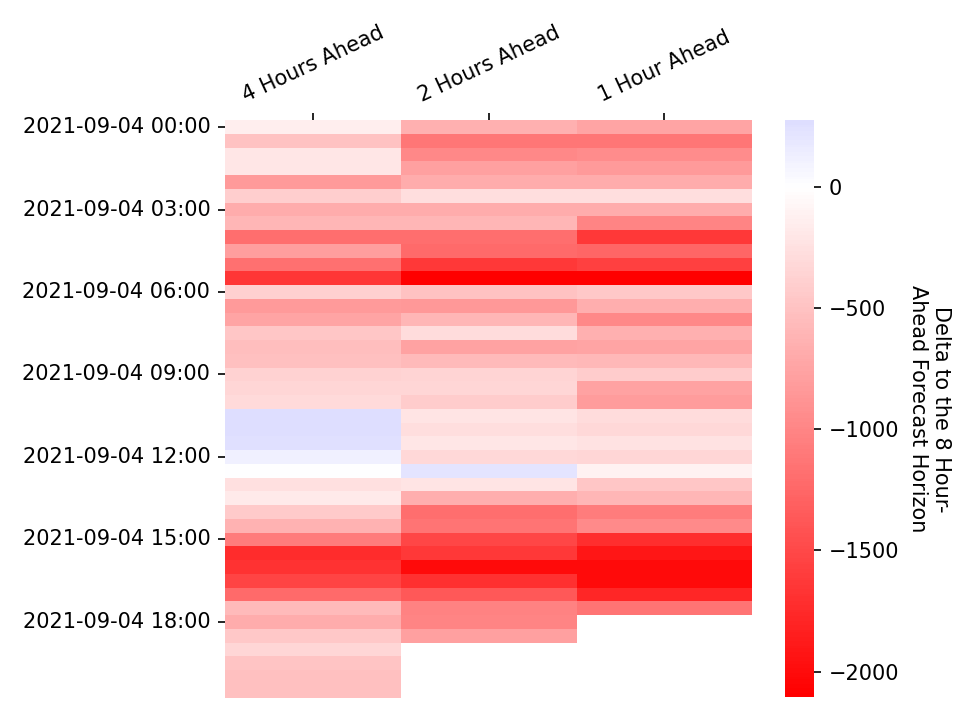 4 Hours Ahead
2 Hours Ahead
1 Hour Ahead
2021-09-04 00:00
2021-09-04 03:00
2021-09-04 06:00
2021-09-04 09:00
2021-09-04 12:00
2021-09-04 15:00
2021-09-04 18:00
0
−500
−1000
−1500
−2000
Delta to the 8 Hour-
Ahead Forecast Horizon